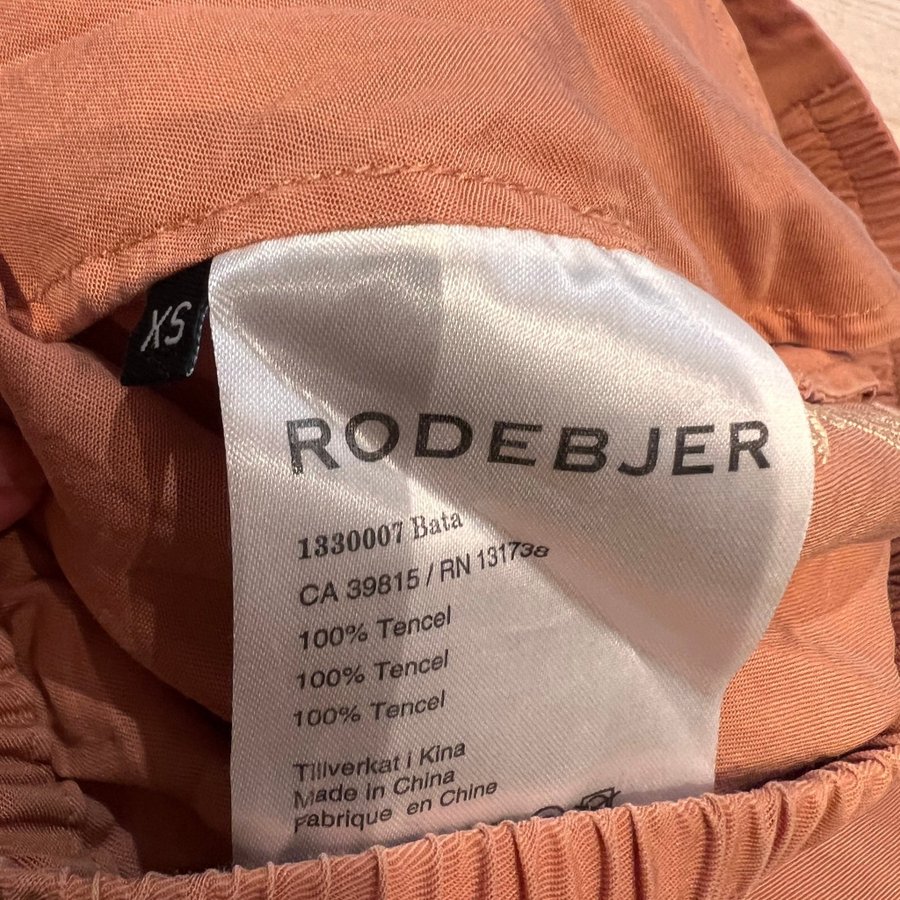 XS
RODEBJER
1330007 Bata
CA 39815 / RN 131738
100% Tencel
100% Tencel
100% Tencel
Tillverkat i Kina
Made in China
Fabrique en Chine